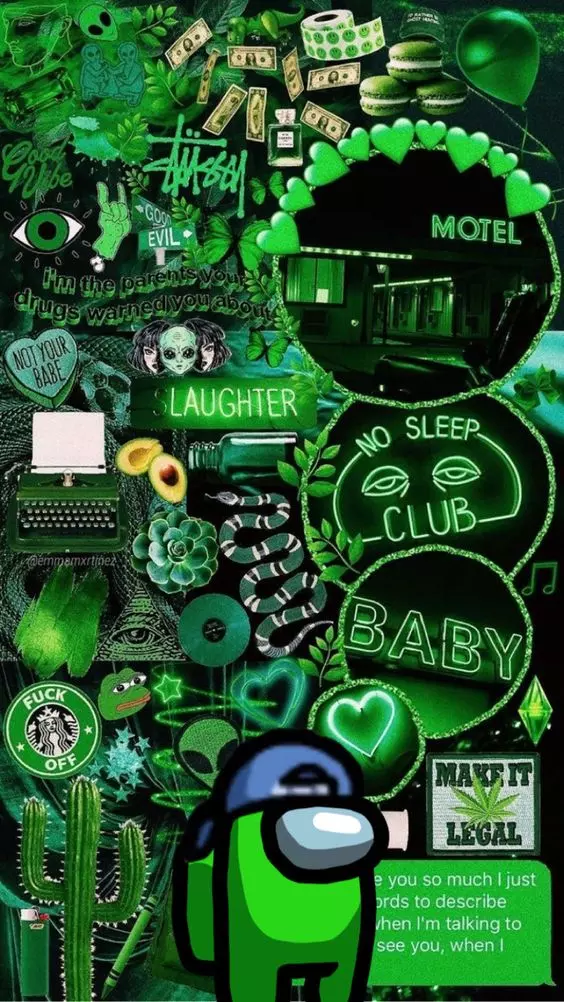 Good
Vibe
STUSSY
GOOD
EVIL
I'm the parents your
drugs warned you about
MOTEL
NOT YOUR
BABE
SLAUGHTER
NO SLEEP
CLUB
@emmamxrtinez
BABY
FUCK
OFF
MAKE IT
LEGAL
e you so much I just
ords to describe
when I'm talking to
see you, when I